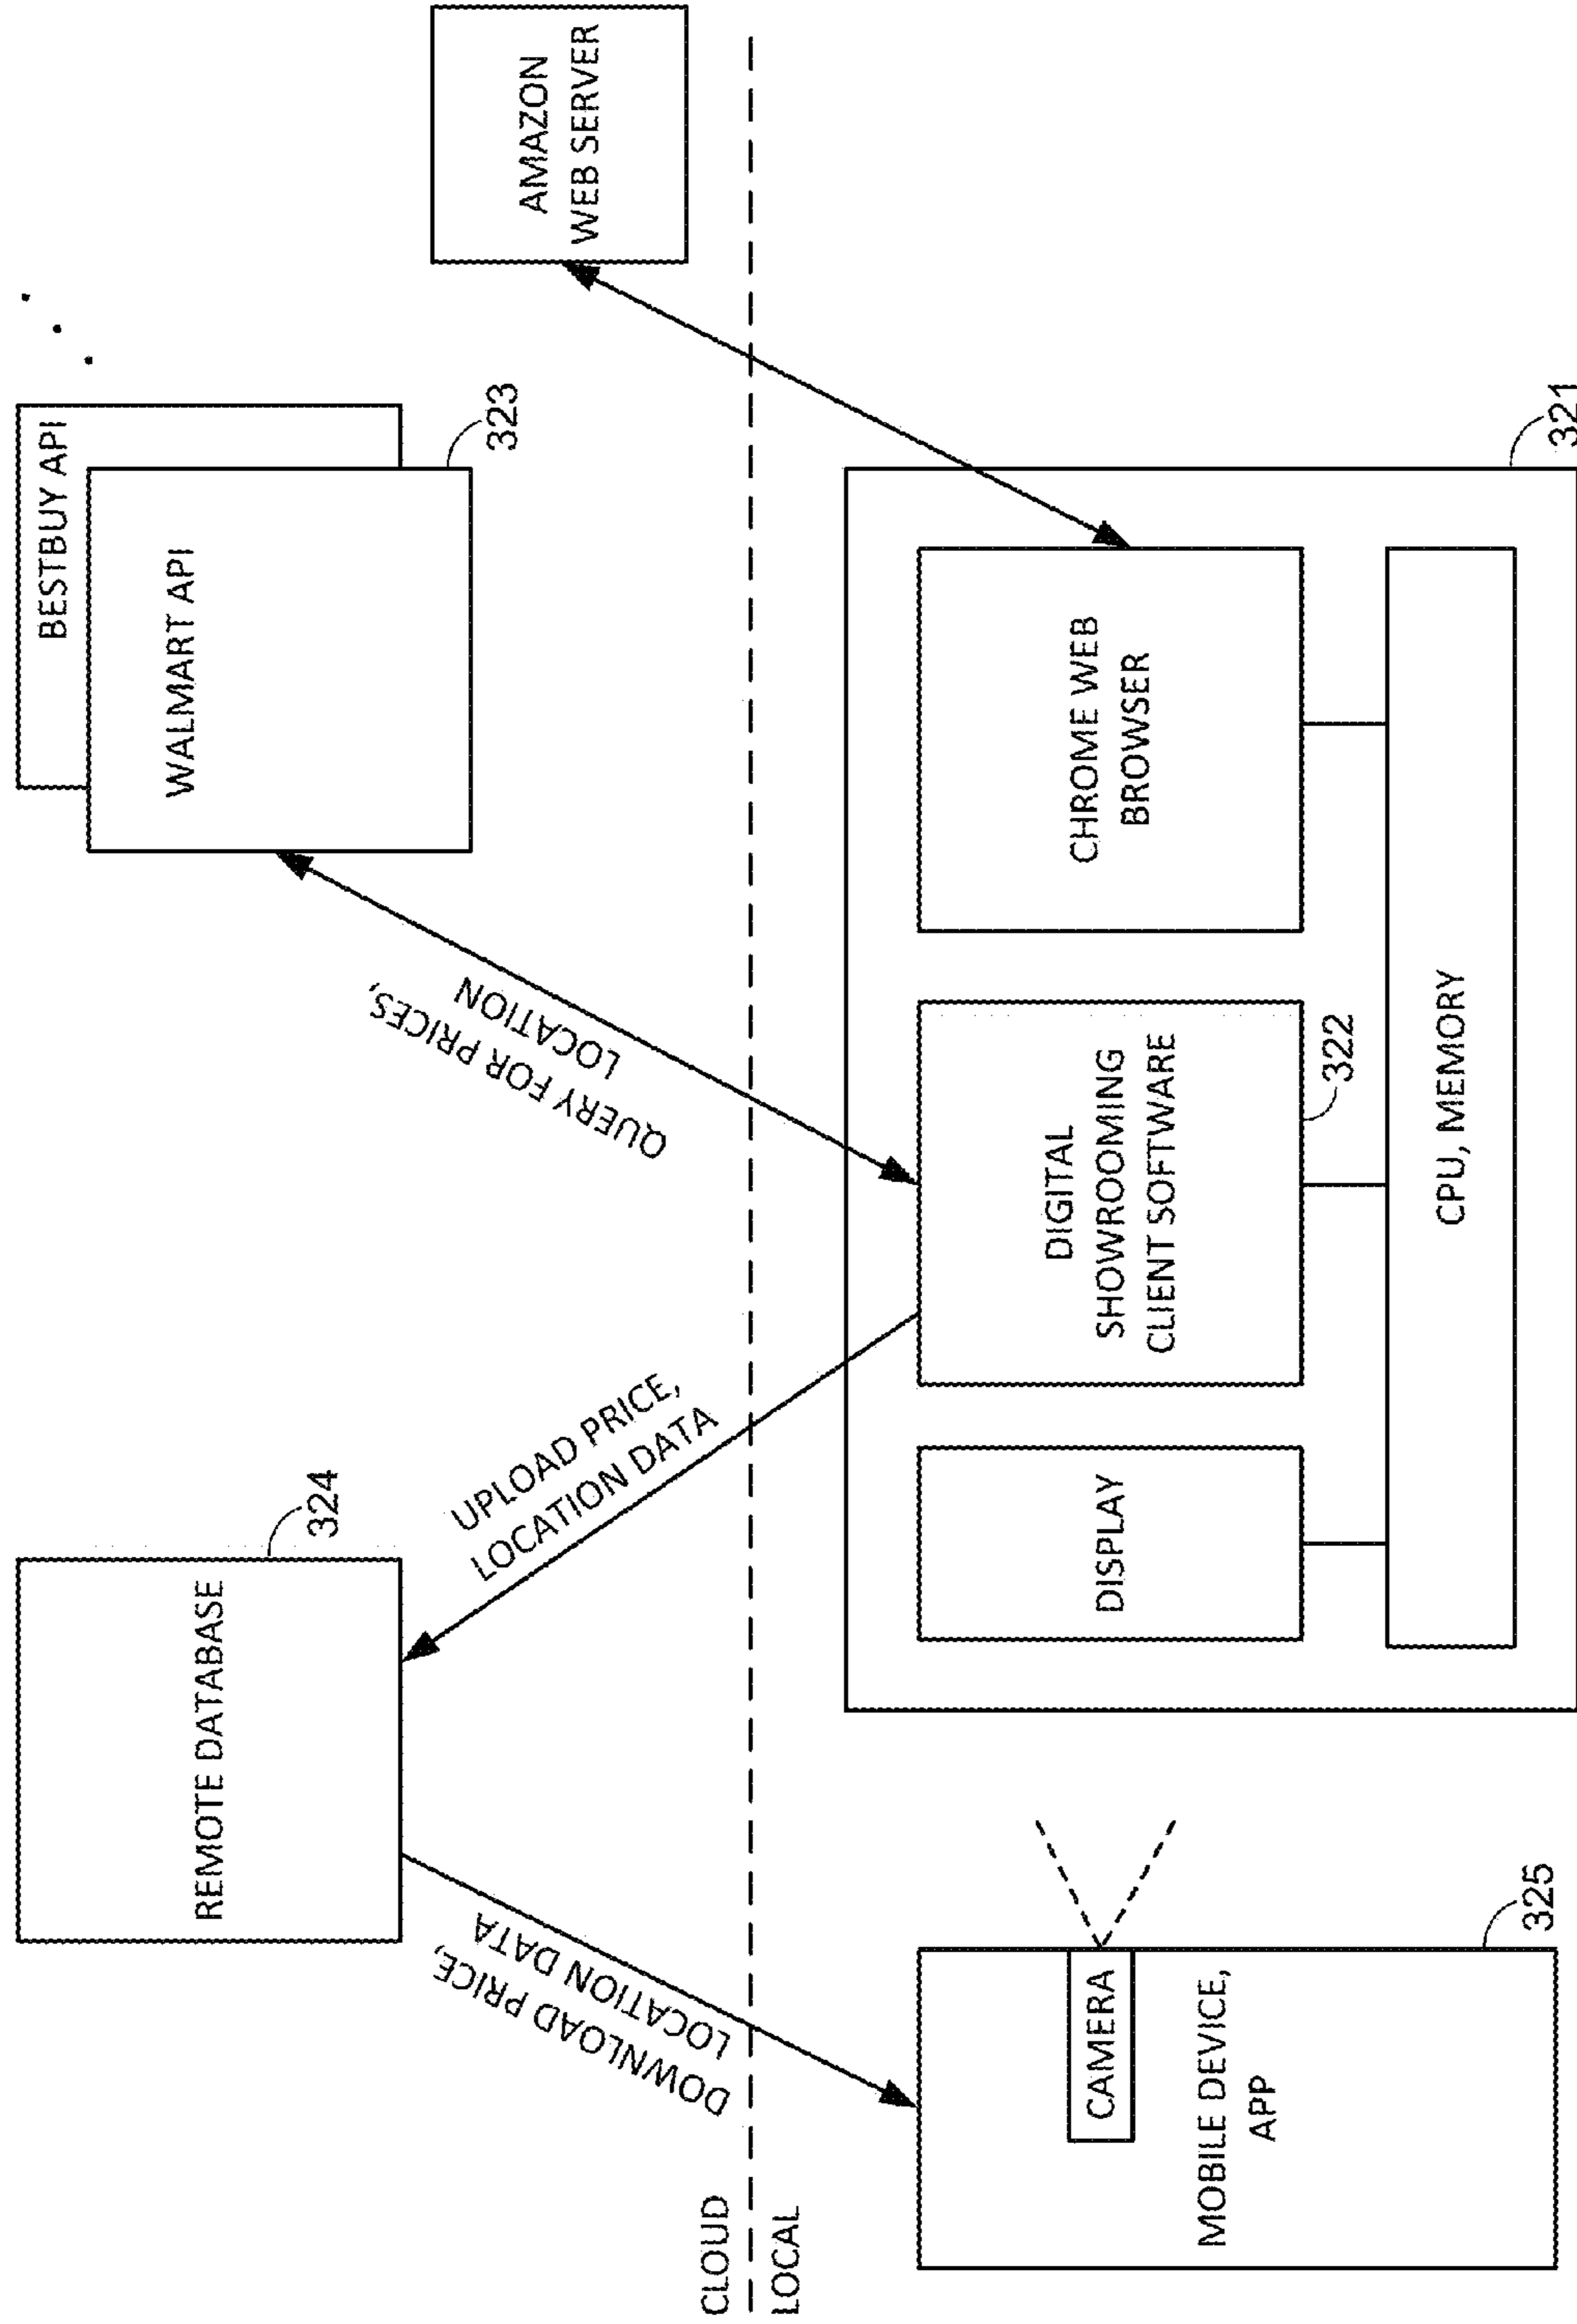 REMOTE DATABASE
324
BESTBUY API
WALMART API
323
AMAZON
WEB SERVER
DOWNLOAD PRICE,
LOCATION DATA
UPLOAD PRICE,
LOCATION DATA
QUERY FOR PRICES,
LOCATION
CLOUD
LOCAL
CAMERA
MOBILE DEVICE,
APP
325
DISPLAY
DIGITAL
SHOWROOMING
CLIENT SOFTWARE
322
CHROME WEB
BROWSER
CPU, MEMORY
321